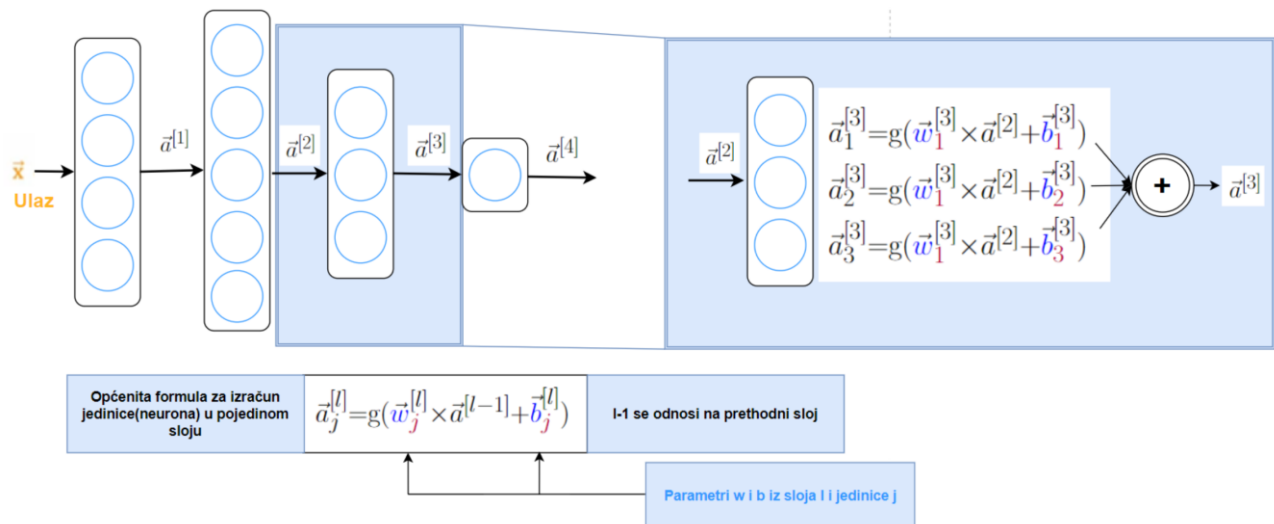 x⃗
Ulaz
a⃗^[1]
a⃗^[2]
a⃗^[3]
a⃗^[4]
a⃗^[2]
a⃗₁^[3]=g(w⃗₁^[3]×a⃗^[2]+b⃗₁^[3])
a⃗₂^[3]=g(w⃗₁^[3]×a⃗^[2]+b⃗₂^[3])
a⃗₃^[3]=g(w⃗₁^[3]×a⃗^[2]+b⃗₃^[3])
+
a⃗^[3]
Općenita formula za izračun
jedinice(neurona) u pojedinom
sloju
a⃗ⱼ^[l]=g(w⃗ⱼ^[l]×a⃗^[l−1]+b⃗ⱼ^[l])
l-1 se odnosi na prethodni sloj
Parametri w i b iz sloja l i jedinice j